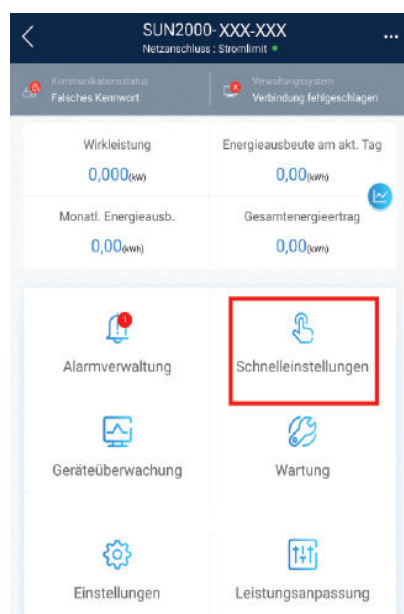 SUN2000-XXX-XXX
Netzanschluss : Stromlimit
Kommunikationsstatus
Falsches Kennwort
Verwaltungssystem
Verbindung fehlgeschlagen
Wirkleistung
0,000(kW)
Energieausbeute am akt. Tag
0,00(kWh)
Monatl. Energieausb.
0,00(kWh)
Gesamtenergieertrag
0,00(kWh)
1
Alarmverwaltung
Schnelleinstellungen
Geräteüberwachung
Wartung
Einstellungen
Leistungsanpassung